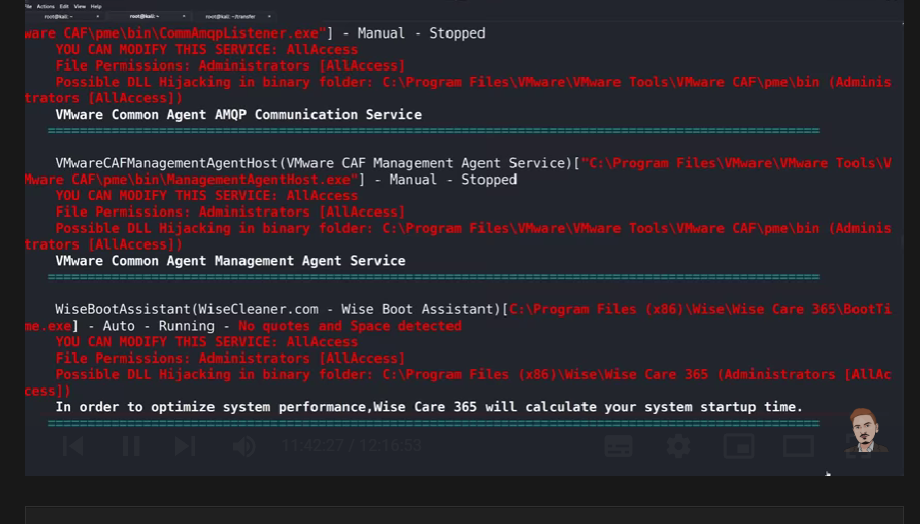 File Actions Edit View Help
root@kali: ~ × root@kali: ~ × root@kali: ~/transfer ×
ware CAF\pme\bin\CommAmqpListener.exe"] - Manual - Stopped
YOU CAN MODIFY THIS SERVICE: AllAccess
File Permissions: Administrators [AllAccess]
Possible DLL Hijacking in binary folder: C:\Program Files\VMware\VMware Tools\VMware CAF\pme\bin (Adminis
trators [AllAccess])
VMware Common Agent AMQP Communication Service
=================================================================================================
VMwareCAFManagementAgentHost(VMware CAF Management Agent Service)["C:\Program Files\VMware\VMware Tools\V
Mware CAF\pme\bin\ManagementAgentHost.exe"] - Manual - Stopped
YOU CAN MODIFY THIS SERVICE: AllAccess
File Permissions: Administrators [AllAccess]
Possible DLL Hijacking in binary folder: C:\Program Files\VMware\VMware Tools\VMware CAF\pme\bin (Adminis
trators [AllAccess])
VMware Common Agent Management Agent Service
=================================================================================================
WiseBootAssistant(WiseCleaner.com - Wise Boot Assistant)[C:\Program Files (x86)\Wise\Wise Care 365\BootTi
me.exe] - Auto - Running - No quotes and Space detected
YOU CAN MODIFY THIS SERVICE: AllAccess
File Permissions: Administrators [AllAccess]
Possible DLL Hijacking in binary folder: C:\Program Files (x86)\Wise\Wise Care 365 (Administrators [AllAc
cess])
In order to optimize system performance,Wise Care 365 will calculate your system startup time.
=================================================================================================
11:42:27 / 12:16:53